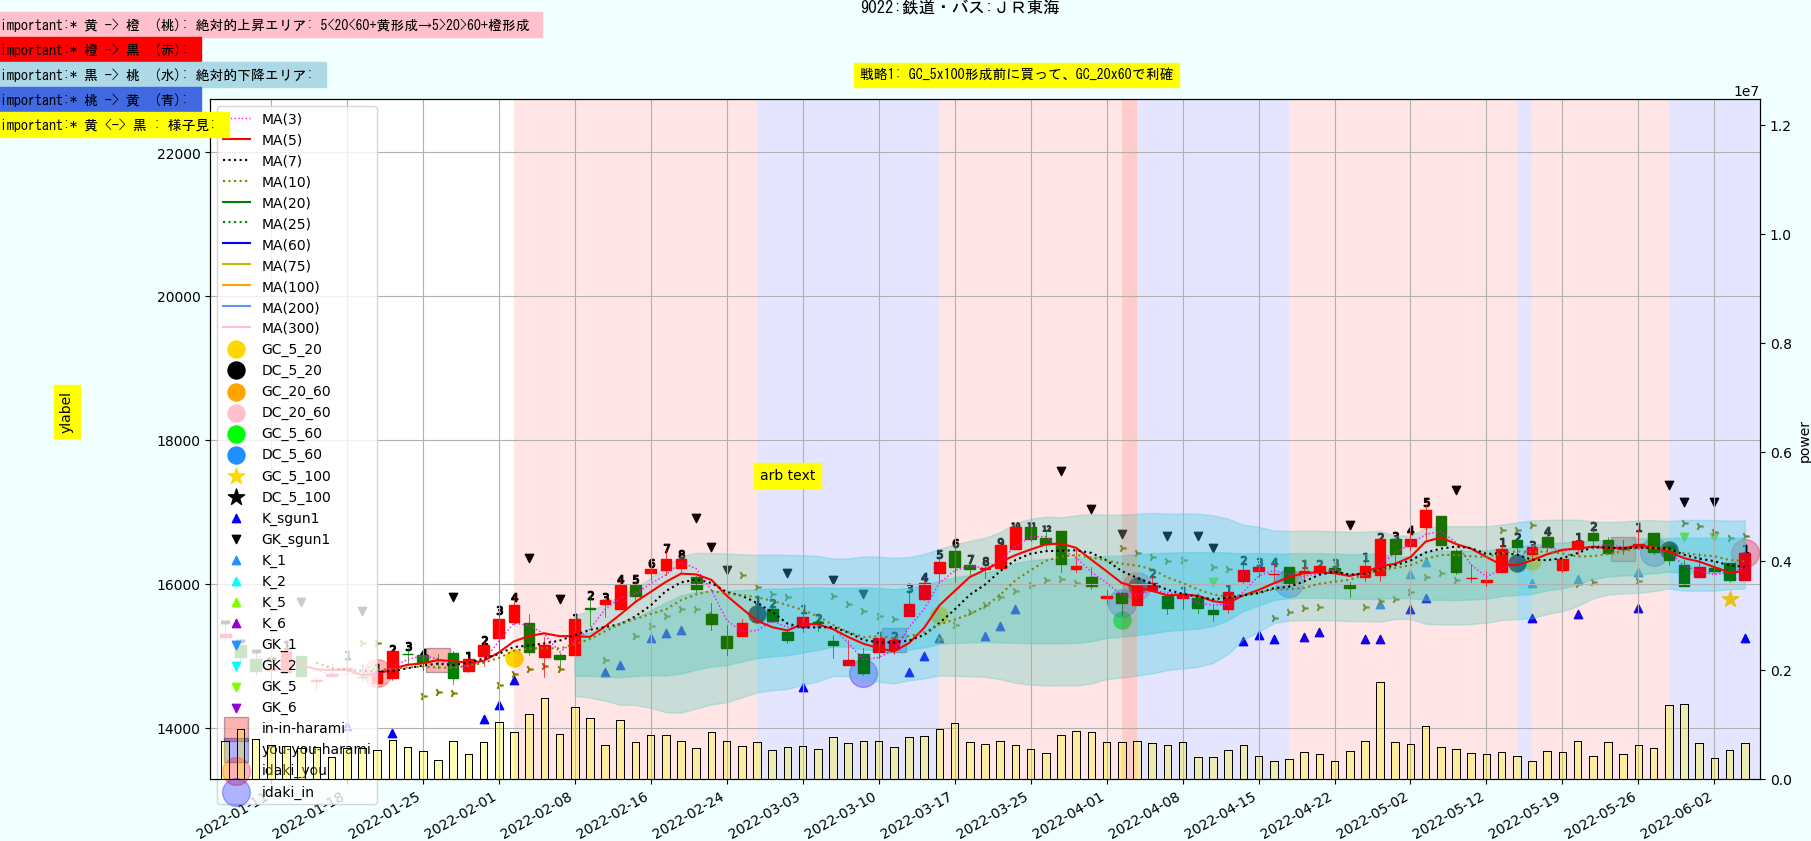 9022:鉄道・バス:ＪＲ東海
important:* 黄 -> 橙 (桃): 絶対的上昇エリア: 5<20<60+黄形成→5>20>60+橙形成
important:* 橙 -> 黒 (赤):
important:* 黒 -> 桃 (水): 絶対的下降エリア:
戦略1: GC_5x100形成前に買って、GC_20x60で利確
important:* 桃 -> 黄 (青):
important:* 黄 <-> 黒 : 様子見:
1e7
MA(3)
MA(5)
MA(7)
MA(10)
MA(20)
MA(25)
MA(60)
MA(75)
MA(100)
MA(200)
MA(300)
GC_5_20
DC_5_20
GC_20_60
DC_20_60
GC_5_60
DC_5_60
GC_5_100
DC_5_100
K_sgun1
GK_sgun1
K_1
K_2
K_5
K_6
GK_1
GK_2
GK_5
GK_6
in-in-harami
you-you-harami
idaki_you
idaki_in
22000
20000
18000
16000
14000
ylabel
arb text
1.2
1.0
0.8
0.6
0.4
0.2
0.0
power
2022-01-11
2022-01-18
2022-01-25
2022-02-01
2022-02-08
2022-02-16
2022-02-24
2022-03-03
2022-03-10
2022-03-17
2022-03-25
2022-04-01
2022-04-08
2022-04-15
2022-04-22
2022-05-02
2022-05-12
2022-05-19
2022-05-26
2022-06-02